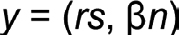 y = (rs, βn)